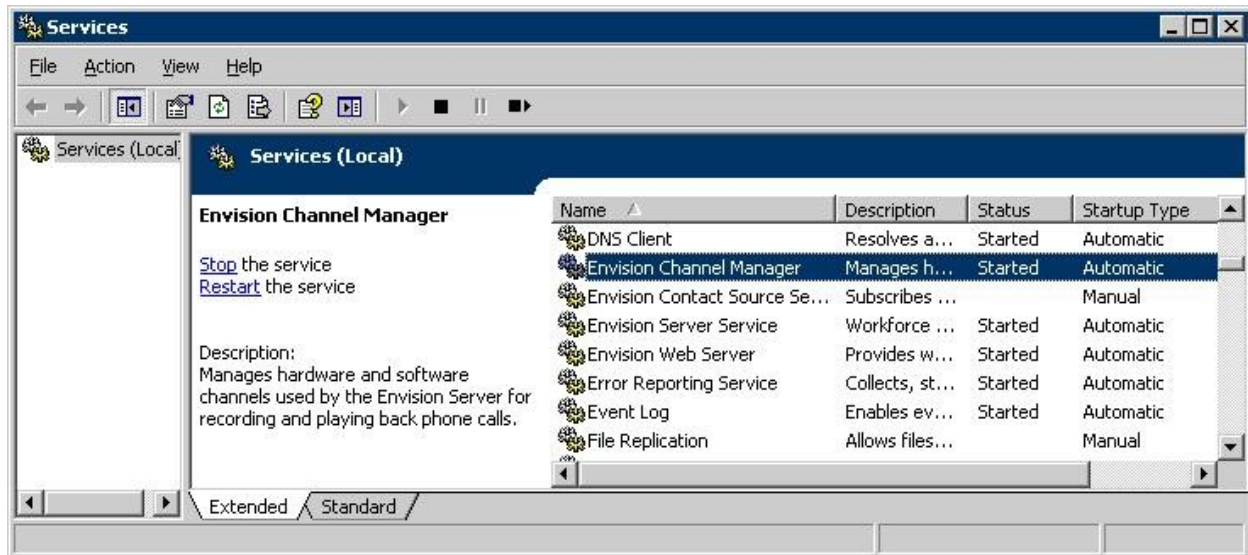 Services
File Action View Help
Services (Local)
Services (Local)
Envision Channel Manager
Stop the service
Restart the service
Description:
Manages hardware and software
channels used by the Envision Server for
recording and playing back phone calls.
Name Description Status Startup Type
DNS Client Resolves a... Started Automatic
Envision Channel Manager Manages h... Started Automatic
Envision Contact Source Se... Subscribes ... Manual
Envision Server Service Workforce ... Started Automatic
Envision Web Server Provides w... Started Automatic
Error Reporting Service Collects, st... Started Automatic
Event Log Enables ev... Started Automatic
File Replication Allows files... Manual
Extended Standard